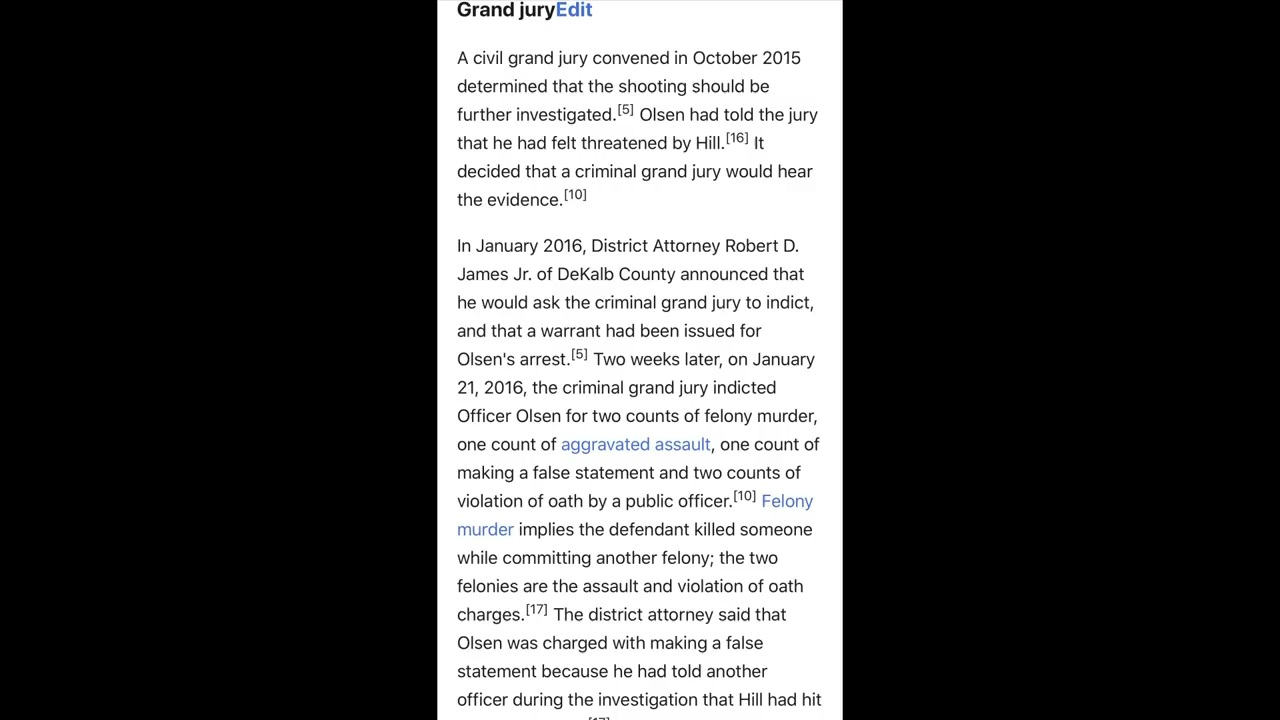 Grand juryEdit
A civil grand jury convened in October 2015
determined that the shooting should be
further investigated.[5] Olsen had told the jury
that he had felt threatened by Hill.[16] It
decided that a criminal grand jury would hear
the evidence.[10]
In January 2016, District Attorney Robert D.
James Jr. of DeKalb County announced that
he would ask the criminal grand jury to indict,
and that a warrant had been issued for
Olsen's arrest.[5] Two weeks later, on January
21, 2016, the criminal grand jury indicted
Officer Olsen for two counts of felony murder,
one count of aggravated assault, one count of
making a false statement and two counts of
violation of oath by a public officer.[10] Felony
murder implies the defendant killed someone
while committing another felony; the two
felonies are the assault and violation of oath
charges.[17] The district attorney said that
Olsen was charged with making a false
statement because he had told another
officer during the investigation that Hill had hit